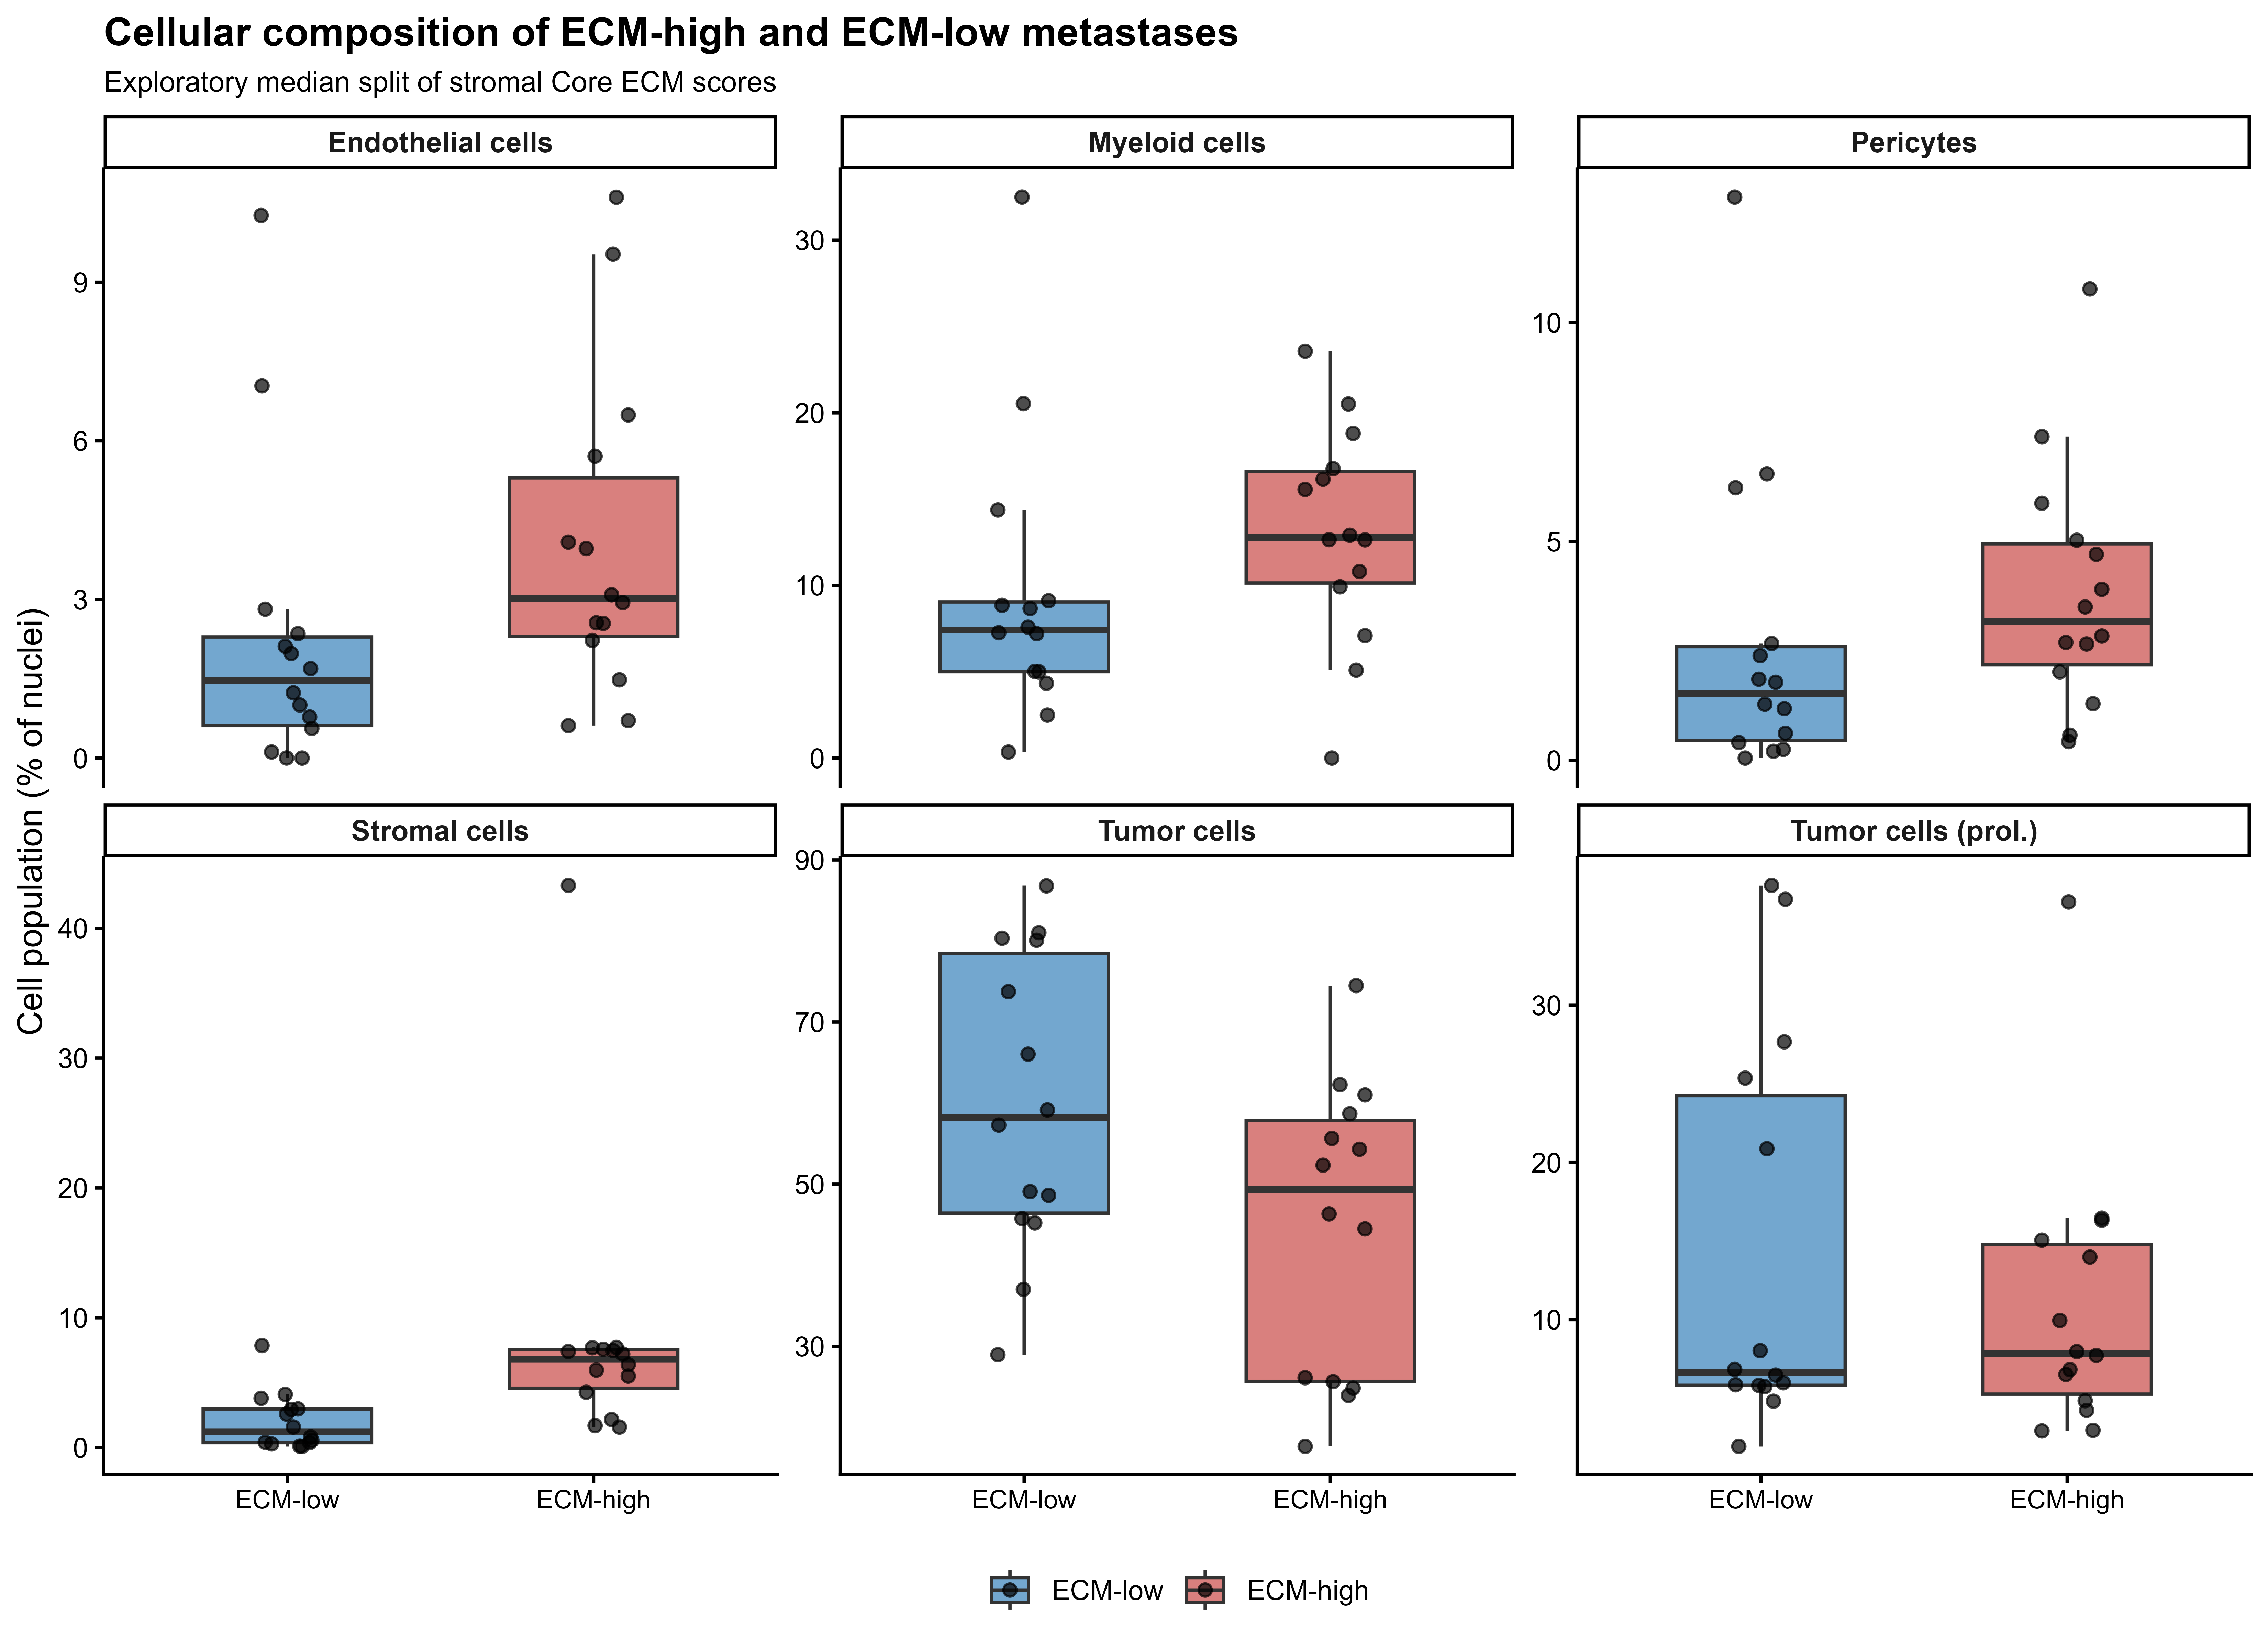 Cellular composition of ECM-high and ECM-low metastases
Exploratory median split of stromal Core ECM scores
Cell population (% of nuclei)
Endothelial cells
9
6
3
0
Myeloid cells
30
20
10
0
Pericytes
10
5
0
Stromal cells
40
30
20
10
0
ECM-low
ECM-high
Tumor cells
90
70
50
30
ECM-low
ECM-high
Tumor cells (prol.)
30
20
10
ECM-low
ECM-high
ECM-low
ECM-high